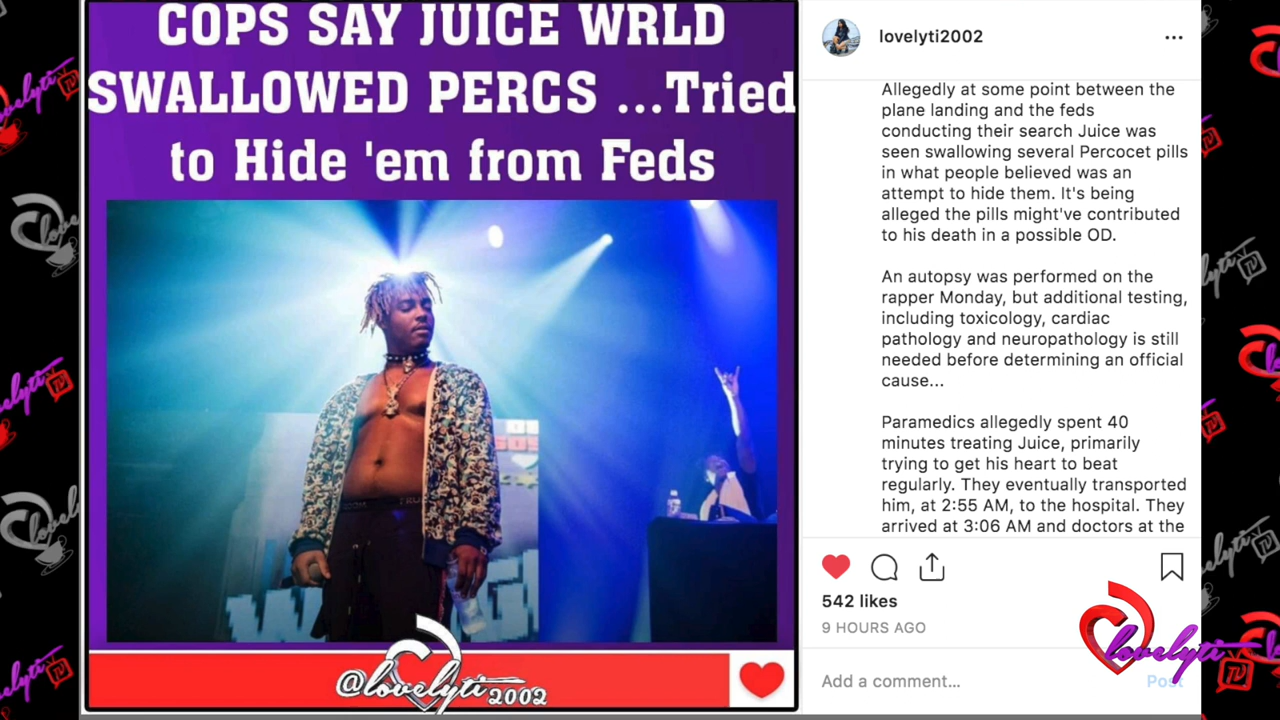 COPS SAY JUICE WRLD
SWALLOWED PERCS ...Tried
to Hide 'em from Feds
@lovelyti2002
lovelyti2002
Allegedly at some point between the
plane landing and the feds
conducting their search Juice was
seen swallowing several Percocet pills
in what people believed was an
attempt to hide them. It's being
alleged the pills might've contributed
to his death in a possible OD.
An autopsy was performed on the
rapper Monday, but additional testing,
including toxicology, cardiac
pathology and neuropathology is still
needed before determining an official
cause...
Paramedics allegedly spent 40
minutes treating Juice, primarily
trying to get his heart to beat
regularly. They eventually transported
him, at 2:55 AM, to the hospital. They
arrived at 3:06 AM and doctors at the
542 likes
9 HOURS AGO
Add a comment...
Post
lovelyti
TV